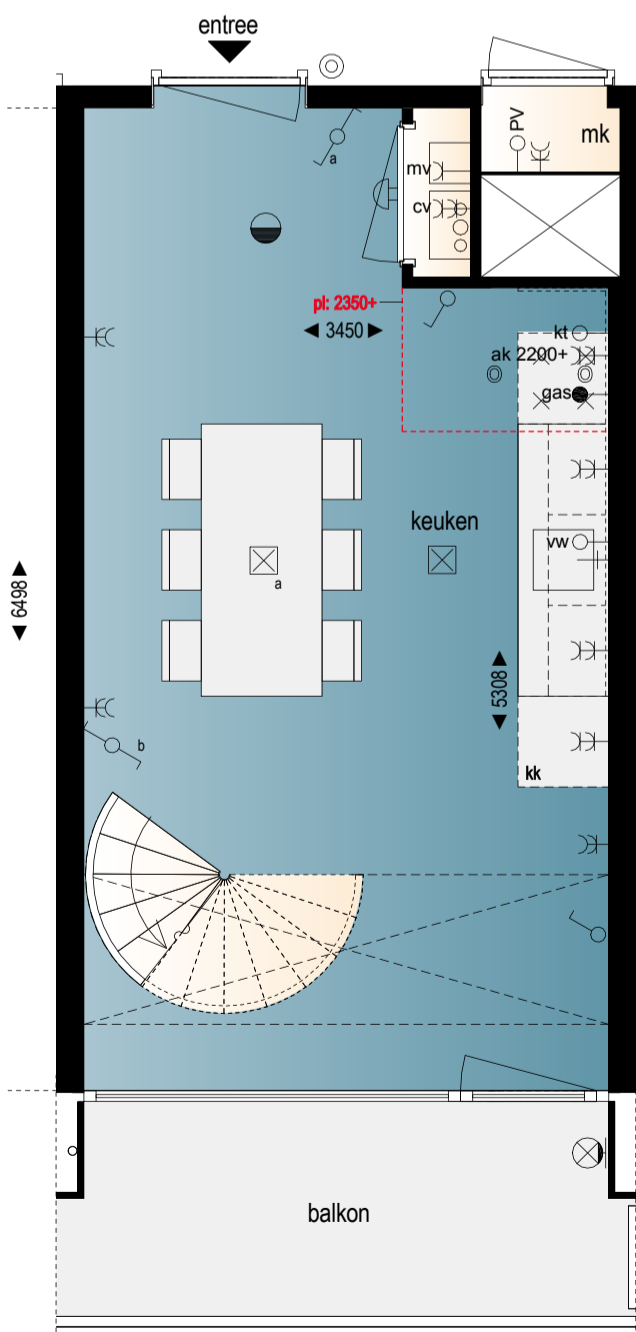 entree
PV
mk
a
mv
cv
pl: 2350+
3450
kt
ak 2200+
gas
keuken
vw
a
6498
5308
b
kk
balkon